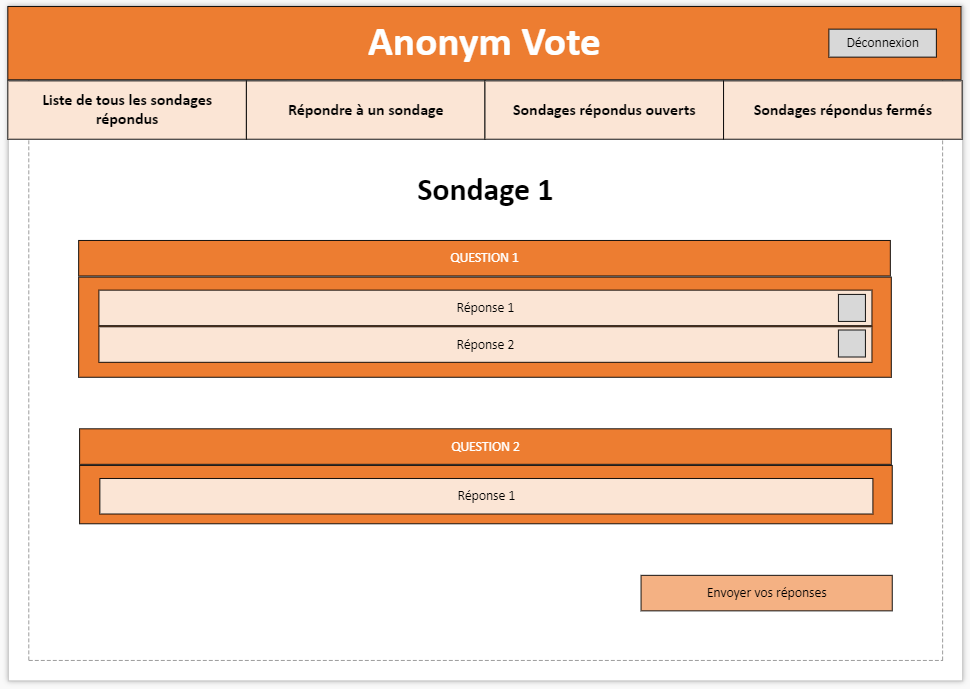 Anonym Vote
Déconnexion
Liste de tous les sondages
répondus
Répondre à un sondage
Sondages répondus ouverts
Sondages répondus fermés
Sondage 1
QUESTION 1
Réponse 1
Réponse 2
QUESTION 2
Réponse 1
Envoyer vos réponses